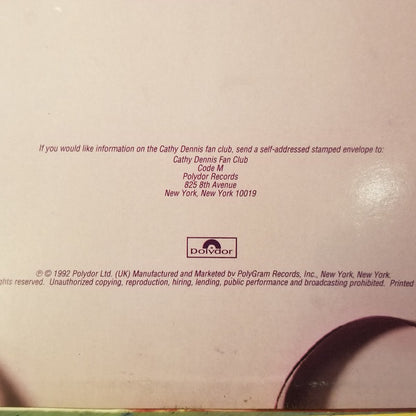 If you would like information on the Cathy Dennis fan club, send a self-addressed stamped envelope to:
Cathy Dennis Fan Club
Code M
Polydor Records
825 8th Avenue
New York, New York 10019
Polydor
℗ © 1992 Polydor Ltd. (UK) Manufactured and Marketed by PolyGram Records, Inc., New York, New York.
reserved. Unauthorized copying, reproduction, hiring, lending, public performance and broadcasting prohibited. Printed